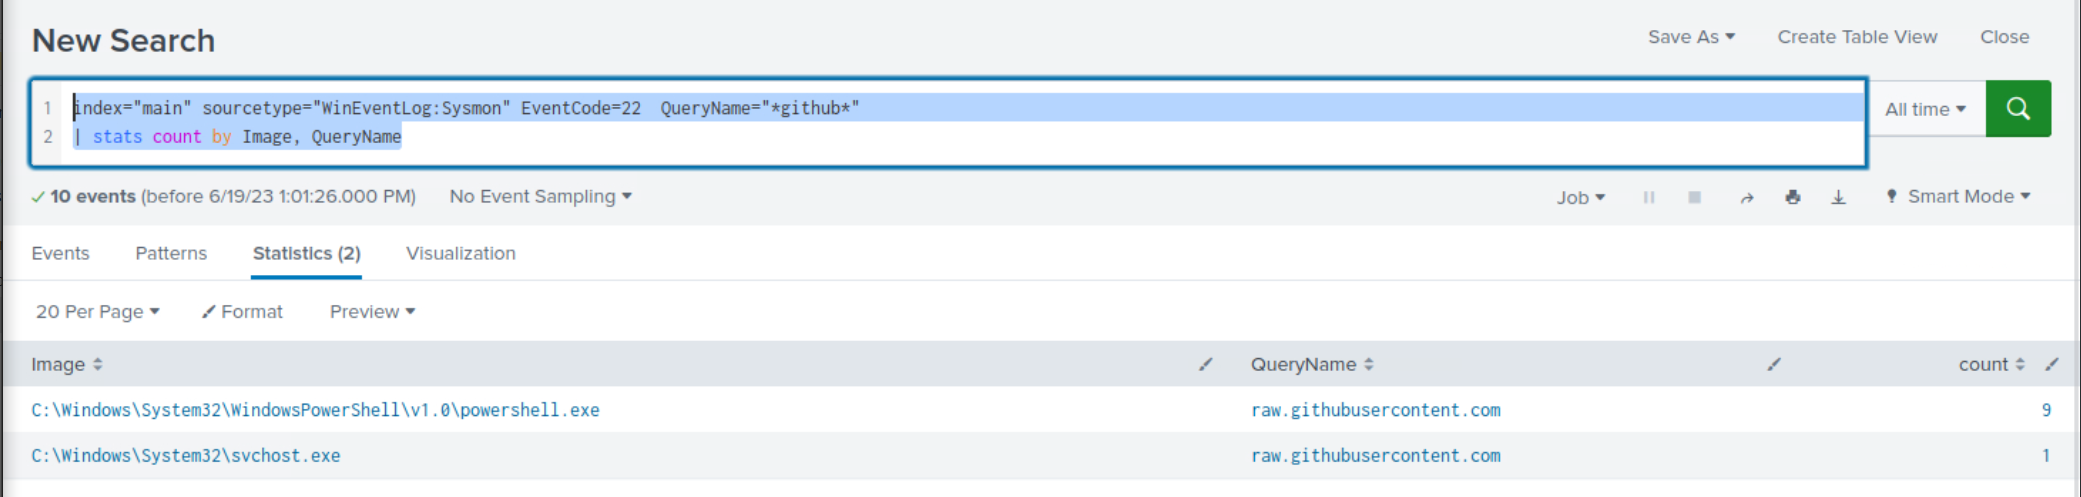 New Search
Save As Create Table View Close
1 index="main" sourcetype="WinEventLog:Sysmon" EventCode=22  QueryName="*github*"
2 | stats count by Image, QueryName
All time
10 events (before 6/19/23 1:01:26.000 PM) No Event Sampling Job Smart Mode
Events Patterns Statistics (2) Visualization
20 Per Page Format Preview
Image QueryName count
C:\Windows\System32\WindowsPowerShell\v1.0\powershell.exe raw.githubusercontent.com 9
C:\Windows\System32\svchost.exe raw.githubusercontent.com 1